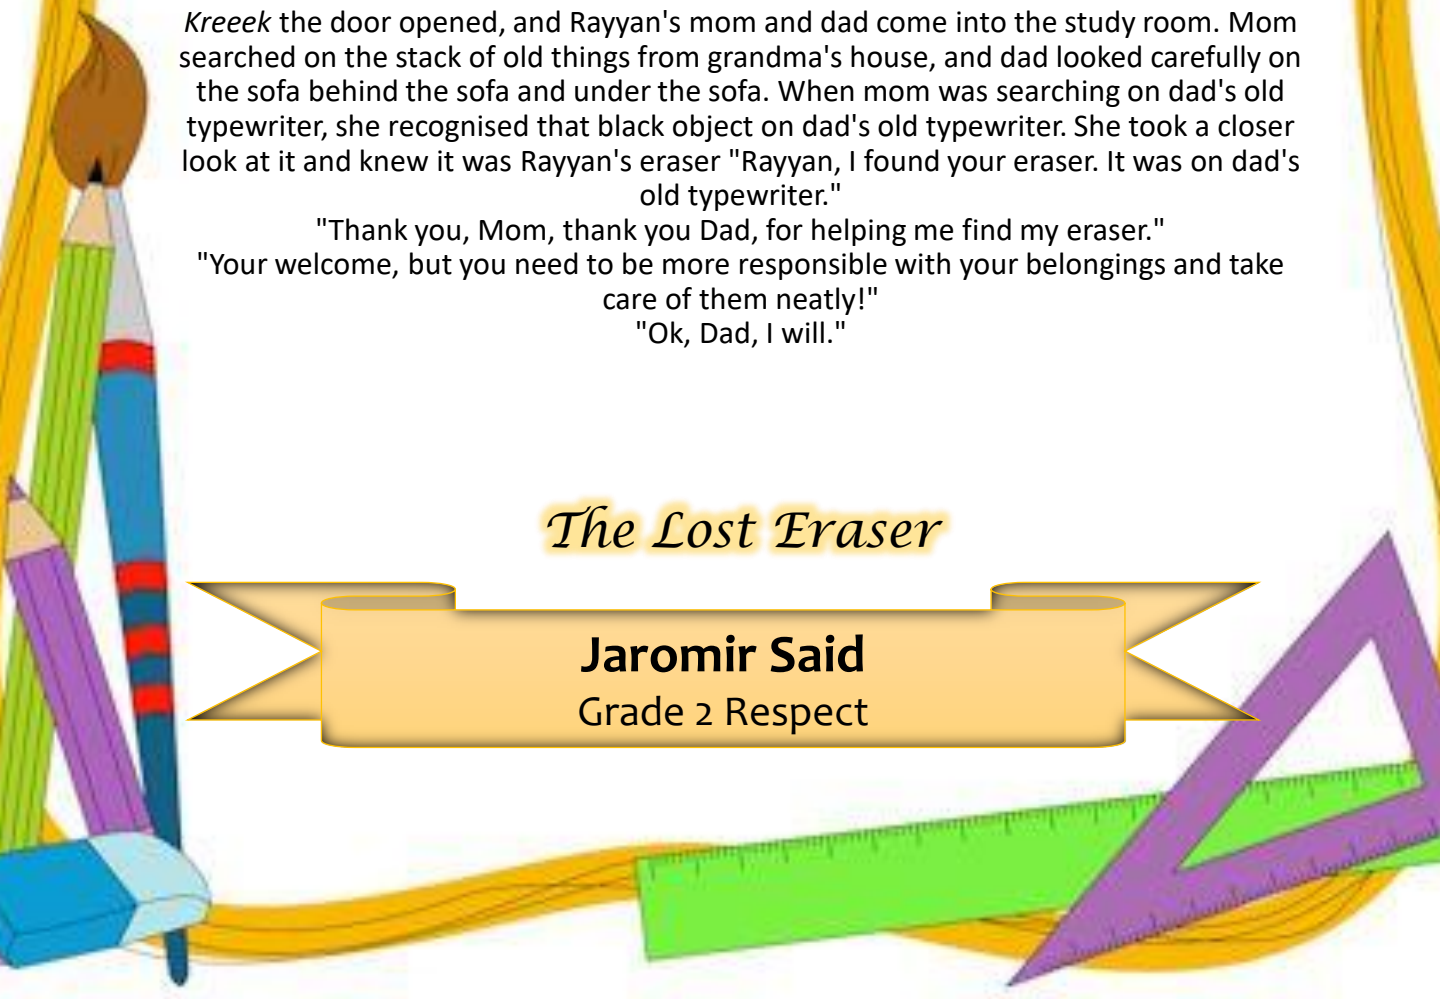 Kreeek the door opened, and Rayyan's mom and dad come into the study room. Mom
searched on the stack of old things from grandma's house, and dad looked carefully on
the sofa behind the sofa and under the sofa. When mom was searching on dad's old
typewriter, she recognised that black object on dad's old typewriter. She took a closer
look at it and knew it was Rayyan's eraser "Rayyan, I found your eraser. It was on dad's
old typewriter."
"Thank you, Mom, thank you Dad, for helping me find my eraser."
"Your welcome, but you need to be more responsible with your belongings and take
care of them neatly!"
"Ok, Dad, I will."
The Lost Eraser
Jaromir Said
Grade 2 Respect